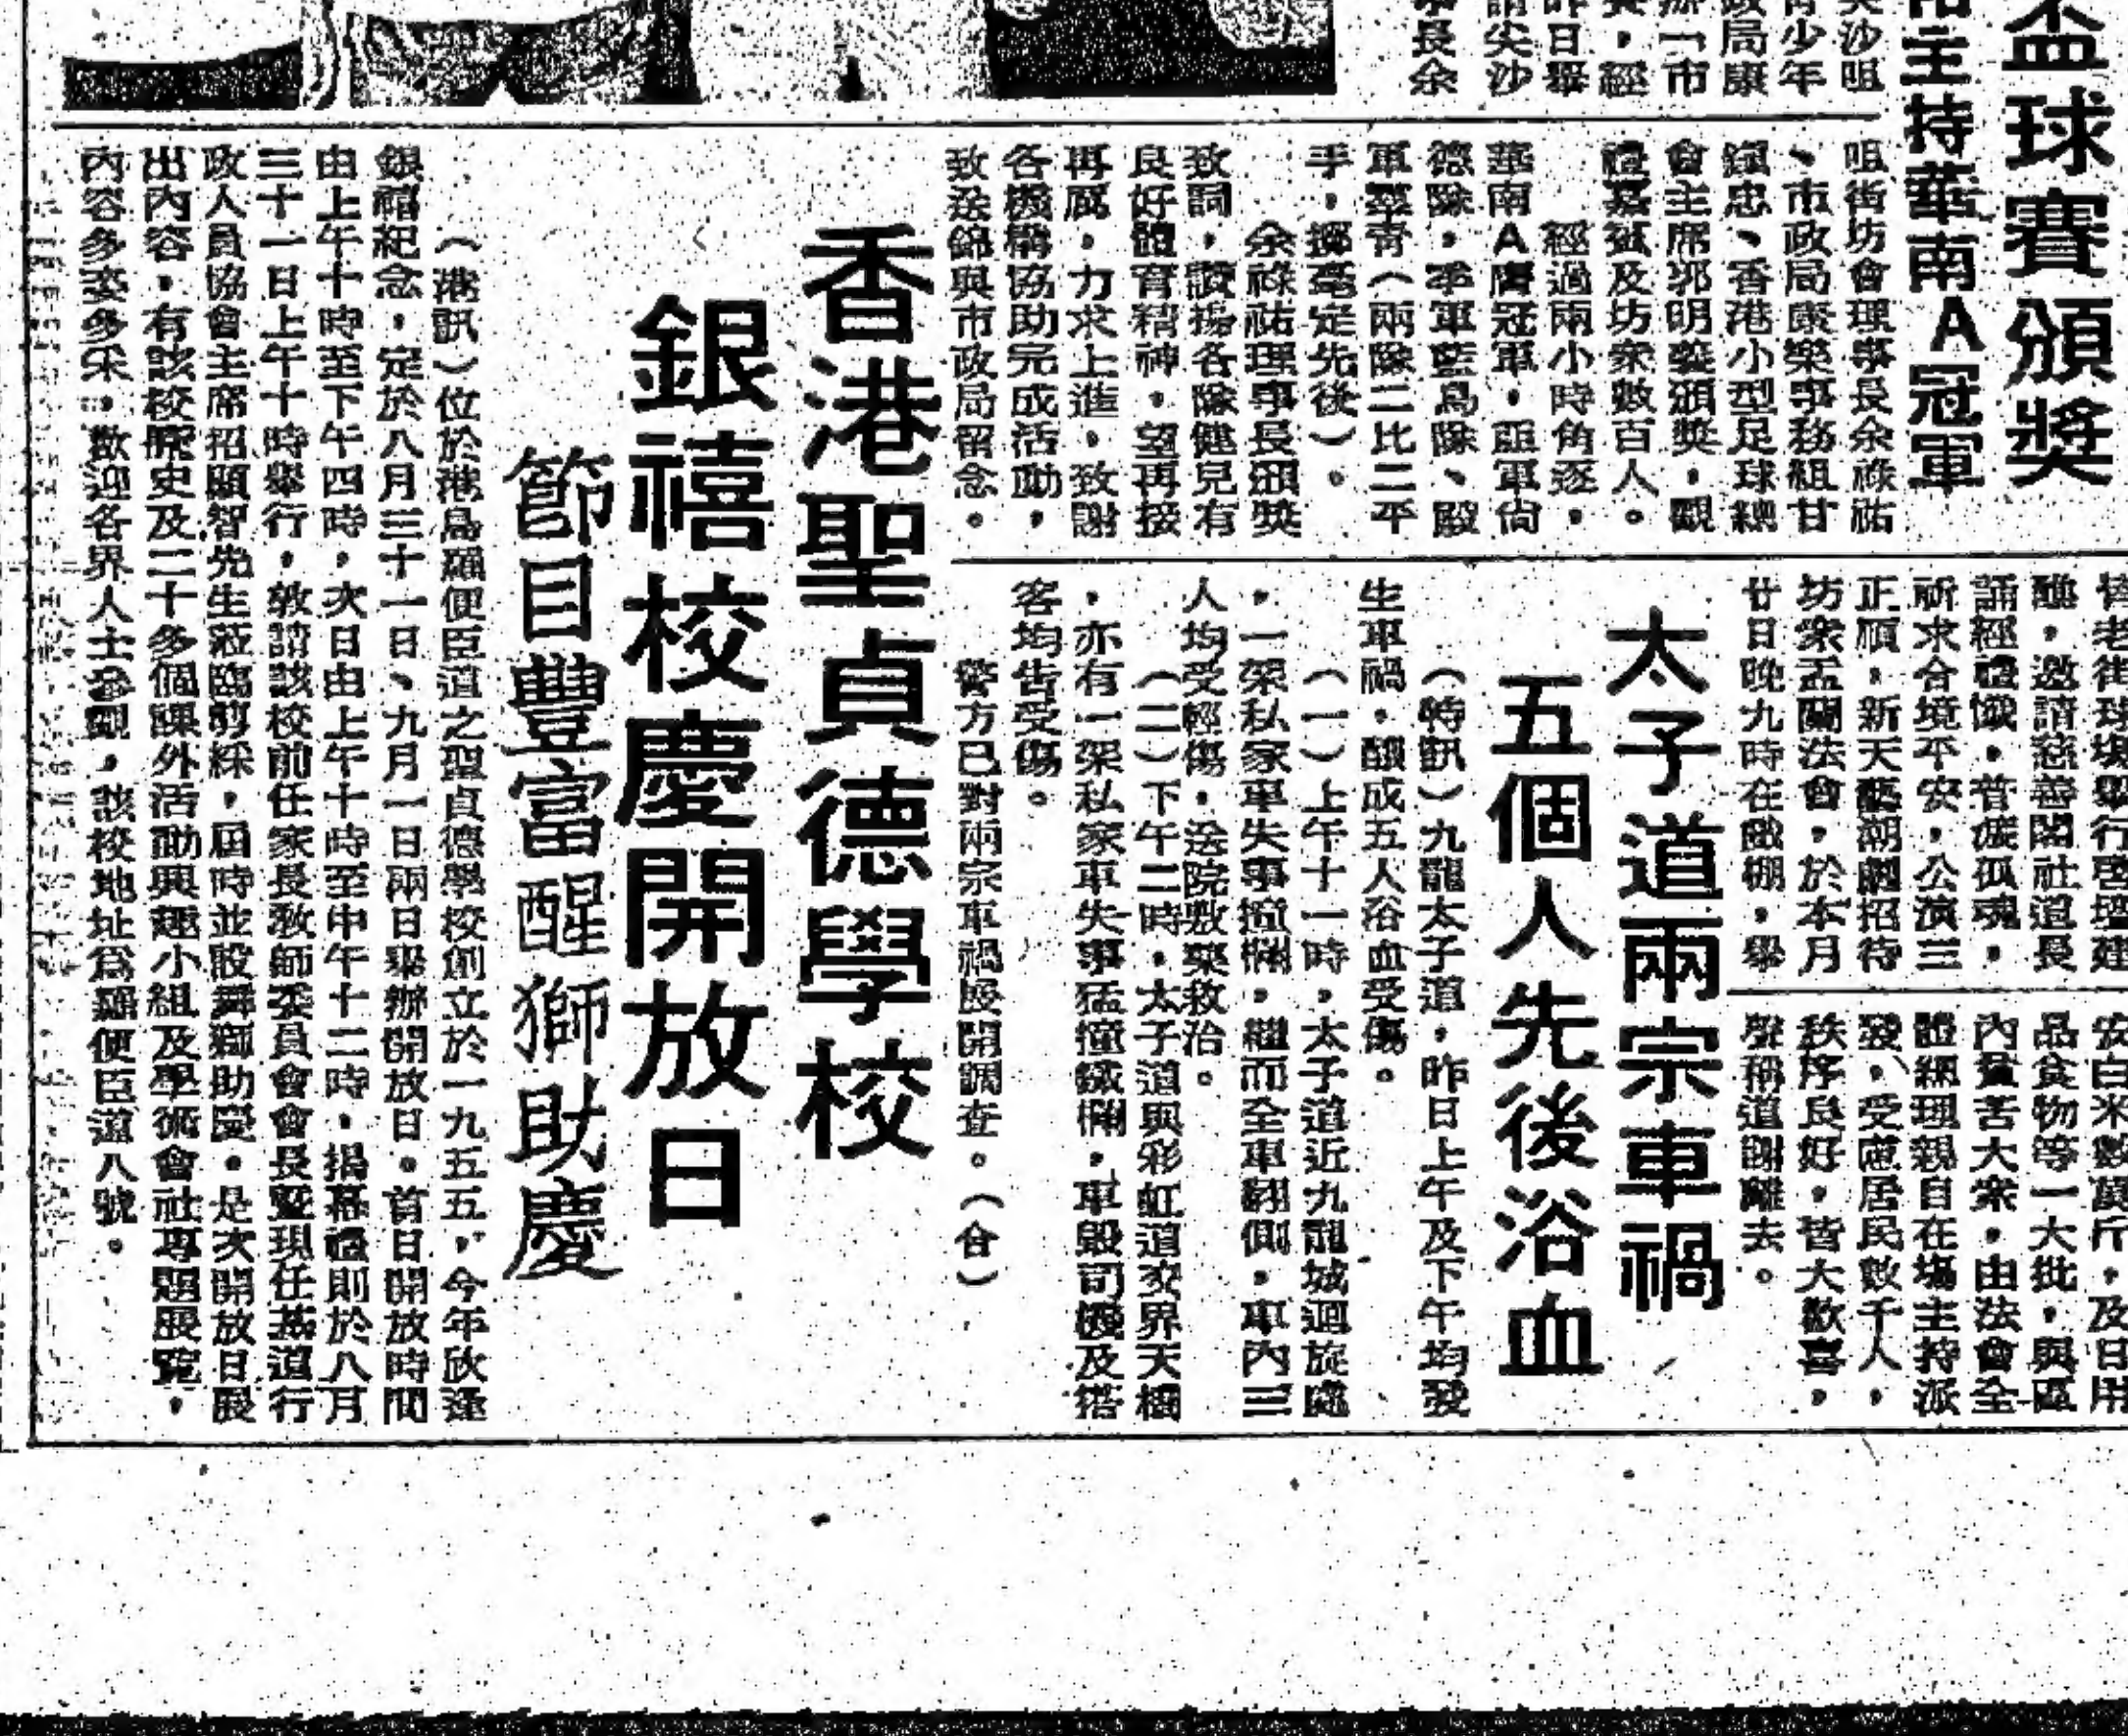 盃球賽頒獎
主持華南A冠軍
咀街坊會理事長余祿祐
、市政局康樂事務組甘
鎮忠、香港小型足球總
會主席郭明義頒獎，觀
禮嘉賓及坊衆數百人。
經過兩小時角逐，
華南A膺冠軍，亞軍尙
德隊，季軍藍鳥隊、殿
軍羣青（兩隊二比二平
手，擲毫定先後）。
余祿祐理事長頒獎
致詞，讚揚各隊健兒有
良好體育精神，望再接
再厲，力求上進，致謝
各機構協助完成活動，
致送錦與市政局留念。
誦經禮懺，普度孤魂，
祈求合境平安，公演三
正順，新天藝潮劇招待
坊衆盂蘭法會，於本月
廿日晚九時在戲棚，舉
品食物等一大批，與區
內貧苦大衆，由法會全
體總理親自在塲主持派
發，受惠居民數千人，
秩序良好，皆大歡喜，
聲稱道謝離去。
太子道兩宗車禍
五個人先後浴血
（特訊）九龍太子道，昨日上午及下午均發
生車禍，釀成五人浴血受傷。
（一）上午十一時，太子道近九龍城迴旋處
，一架私家車失事撞欄，繼而全車翻側，車內三
人均受輕傷，送院敷藥救治。
（二）下午二時，太子道與彩虹道交界天橋
，亦有一架私家車失事猛撞鐵欄，車毀司機及搭
客均告受傷。
警方已對兩宗車禍展開調查。（合）
香港聖貞德學校
銀禧校慶開放日
節目豐富醒獅助慶
（港訊）位於港島羅便臣道之聖貞德學校創立於一九五五，今年欣逢
銀禧紀念，定於八月三十一日、九月一日兩日舉辦開放日。首日開放時間
由上午十時至下午四時，次日由上午十時至中午十二時，揭幕禮則於八月
三十一日上午十時舉行，敦請該校前任家長敎師委員會會長曁現任荔道行
政人員協會主席招顯智先生蒞臨剪綵，屆時並設舞獅助慶。是次開放日展
出內容，有該校歷史及二十多個課外活動興趣小組及學術會社專題展覽，
內容多姿多采，歡迎各界人士參觀，該校地址爲羅便臣道八號。